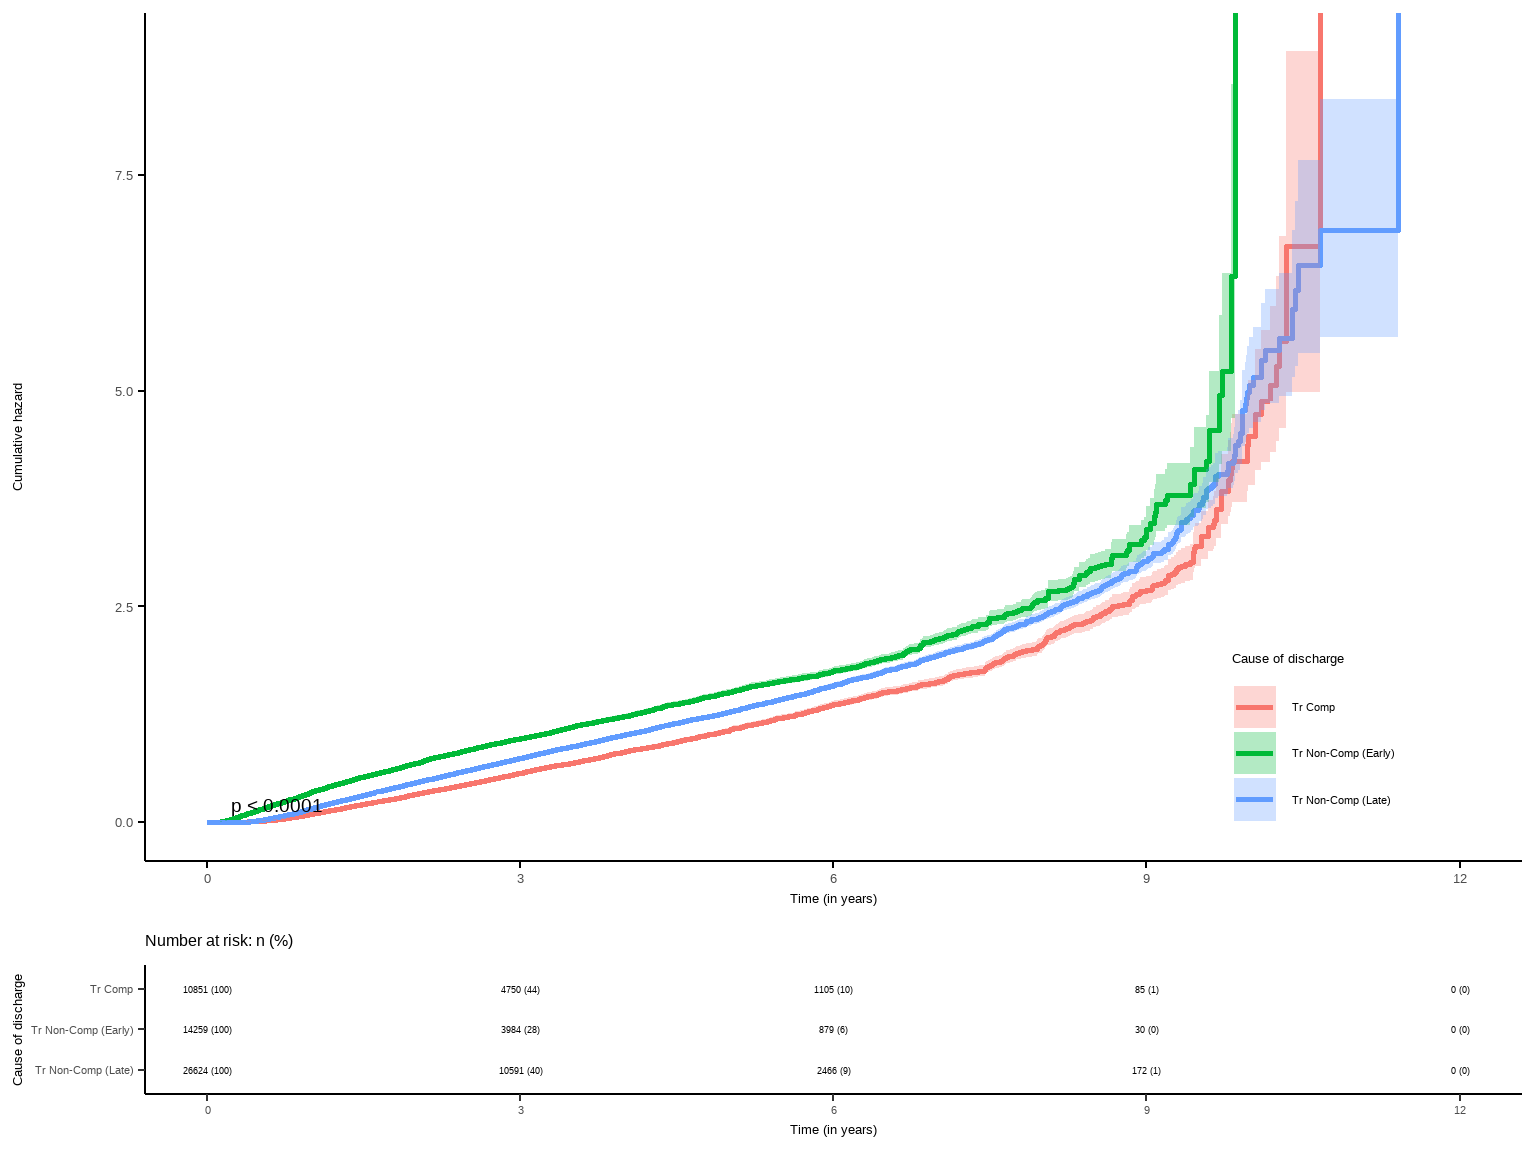 7.5
5.0
2.5
0.0
Cumulative hazard
p < 0.0001
Cause of discharge
Tr Comp
Tr Non-Comp (Early)
Tr Non-Comp (Late)
0 3 6 9 12
Time (in years)
Number at risk: n (%)
Cause of discharge
Tr Comp 10851 (100) 4750 (44) 1105 (10) 85 (1) 0 (0)
Tr Non-Comp (Early) 14259 (100) 3984 (28) 879 (6) 30 (0) 0 (0)
Tr Non-Comp (Late) 26624 (100) 10591 (40) 2466 (9) 172 (1) 0 (0)
0 3 6 9 12
Time (in years)